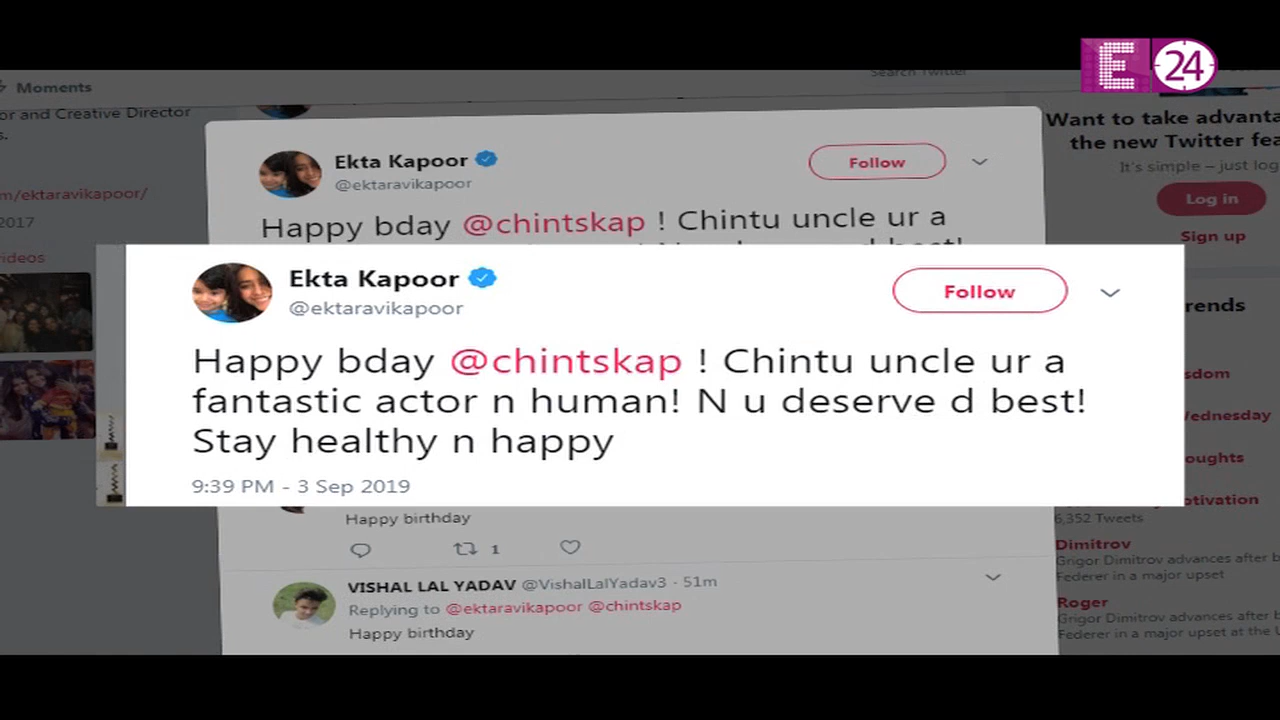 E 24
Moments
Search Twitter
or and Creative Director
s.
m/ektaravikapoor/
2017
videos
Ekta Kapoor
@ektaravikapoor
Follow
Happy bday @chintskap ! Chintu uncle ur a
Want to take advanta
the new Twitter fea
It's simple – just log
Log in
Sign up
Ekta Kapoor
@ektaravikapoor
Follow
Happy bday @chintskap ! Chintu uncle ur a
fantastic actor n human! N u deserve d best!
Stay healthy n happy
9:39 PM - 3 Sep 2019
Happy birthday
1
VISHAL LAL YADAV @VishalLalYadav3 · 51m
Replying to @ektaravikapoor @chintskap
Happy birthday
rends
sdom
Wednesday
oughts
otivation
6,352 Tweets
Dimitrov
Grigor Dimitrov advances after b
Federer in a major upset
Roger
Grigor Dimitrov advances after b
Federer in a major upset at the U